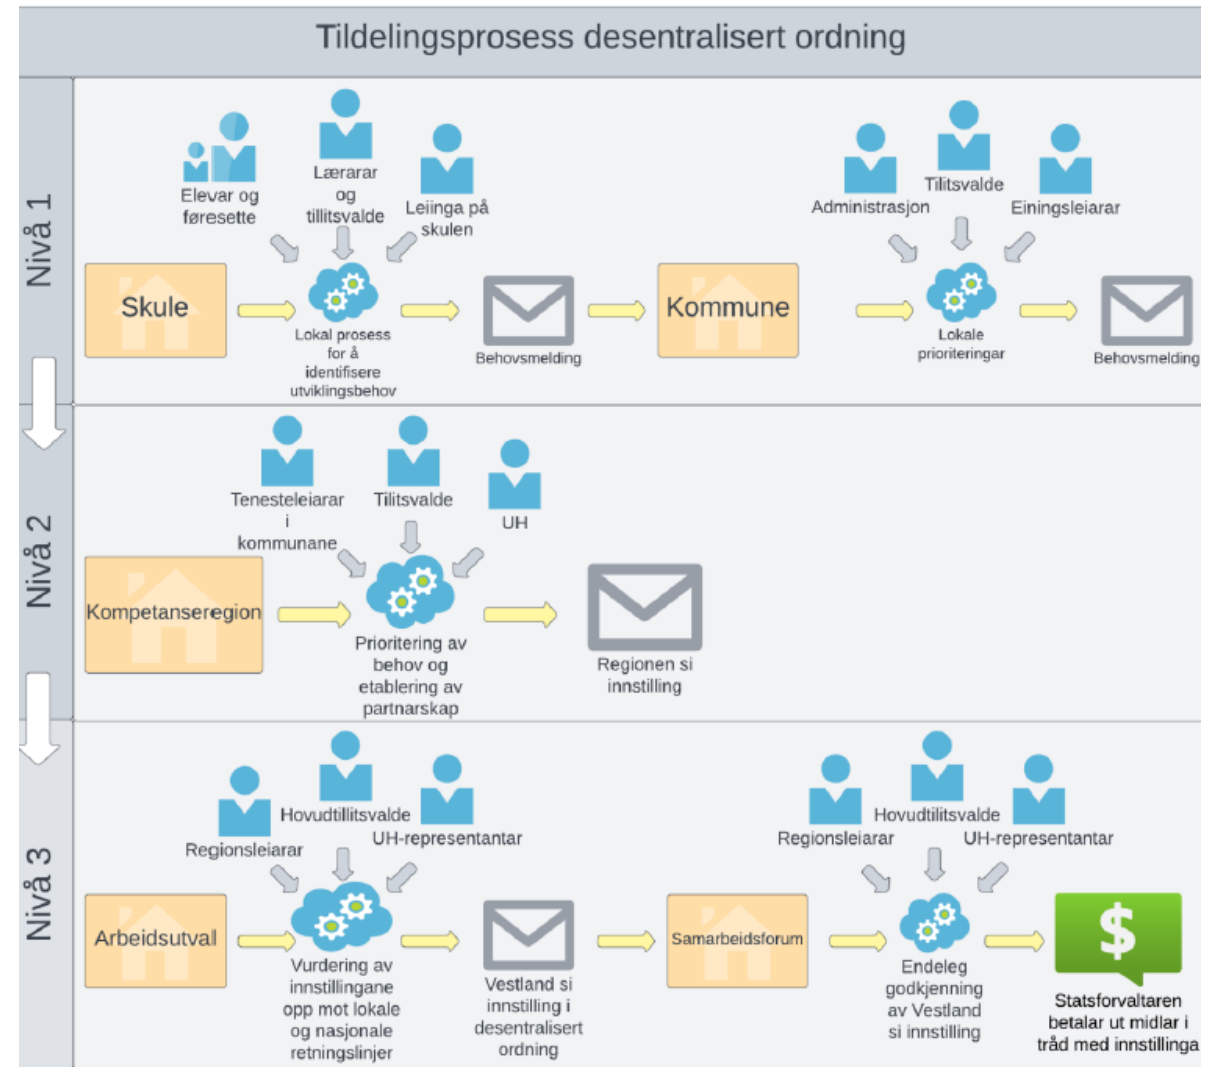 Tildelingsprosess desentralisert ordning
Nivå 1
Elevar og
føresette
Lærarar
og
tillitsvalde
Leiinga på
skulen
Skule
Lokal prosess
for å
identifisere
utviklingsbehov
Behovsmelding
Kommune
Administrasjon
Tilitsvalde
Einingsleiarar
Lokale
prioriteringar
Behovsmelding
Nivå 2
Tenesteleiarar
i
kommunane
Tilitsvalde
UH
Kompetanseregion
Prioritering av
behov og
etablering av
partnarskap
Regionen si
innstilling
Nivå 3
Regionsleiarar
Hovudtillitsvalde
UH-representantar
Arbeidsutval
Vurdering av
innstillingane
opp mot lokale
og nasjonale
retningslinjer
Vestland si
innstilling i
desentralisert
ordning
Samarbeidsforum
Regionsleiarar
Hovudtilitsvalde
UH-representantar
Endeleg
godkjenning
av Vestland
si innstilling
$
Statsforvaltaren
betalar ut midlar i
tråd med innstillinga